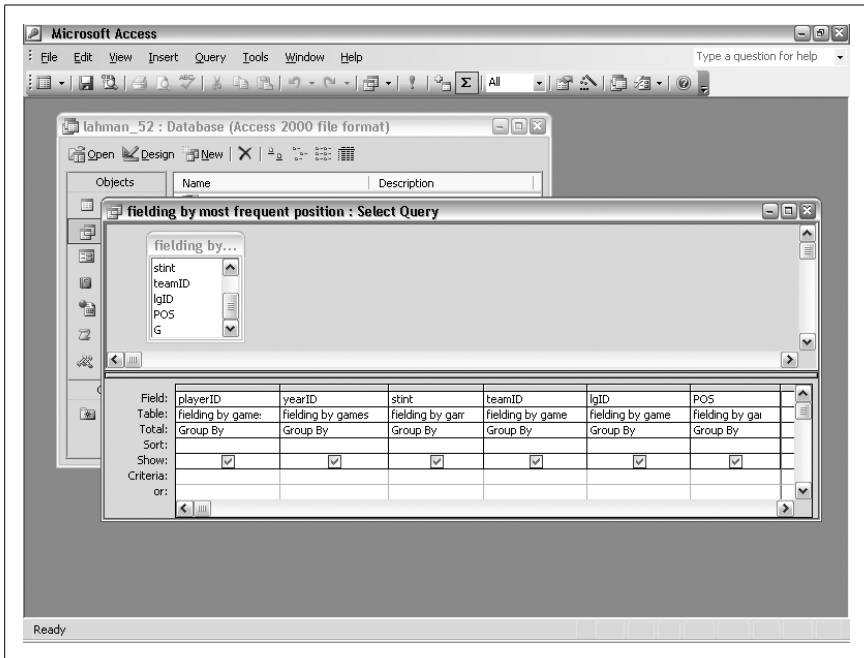 Microsoft Access
File Edit View Insert Query Tools Window Help Type a question for help
All
lahman_52 : Database (Access 2000 file format)
Open Design New
Objects Name Description
fielding by most frequent position : Select Query
fielding by...
stint
teamID
lgID
POS
G
Field: playerID yearID stint teamID lgID POS
Table: fielding by game: fielding by games fielding by garr fielding by game fielding by game fielding by gai
Total: Group By Group By Group By Group By Group By Group By
Sort:
Show:
Criteria:
or:
Ready